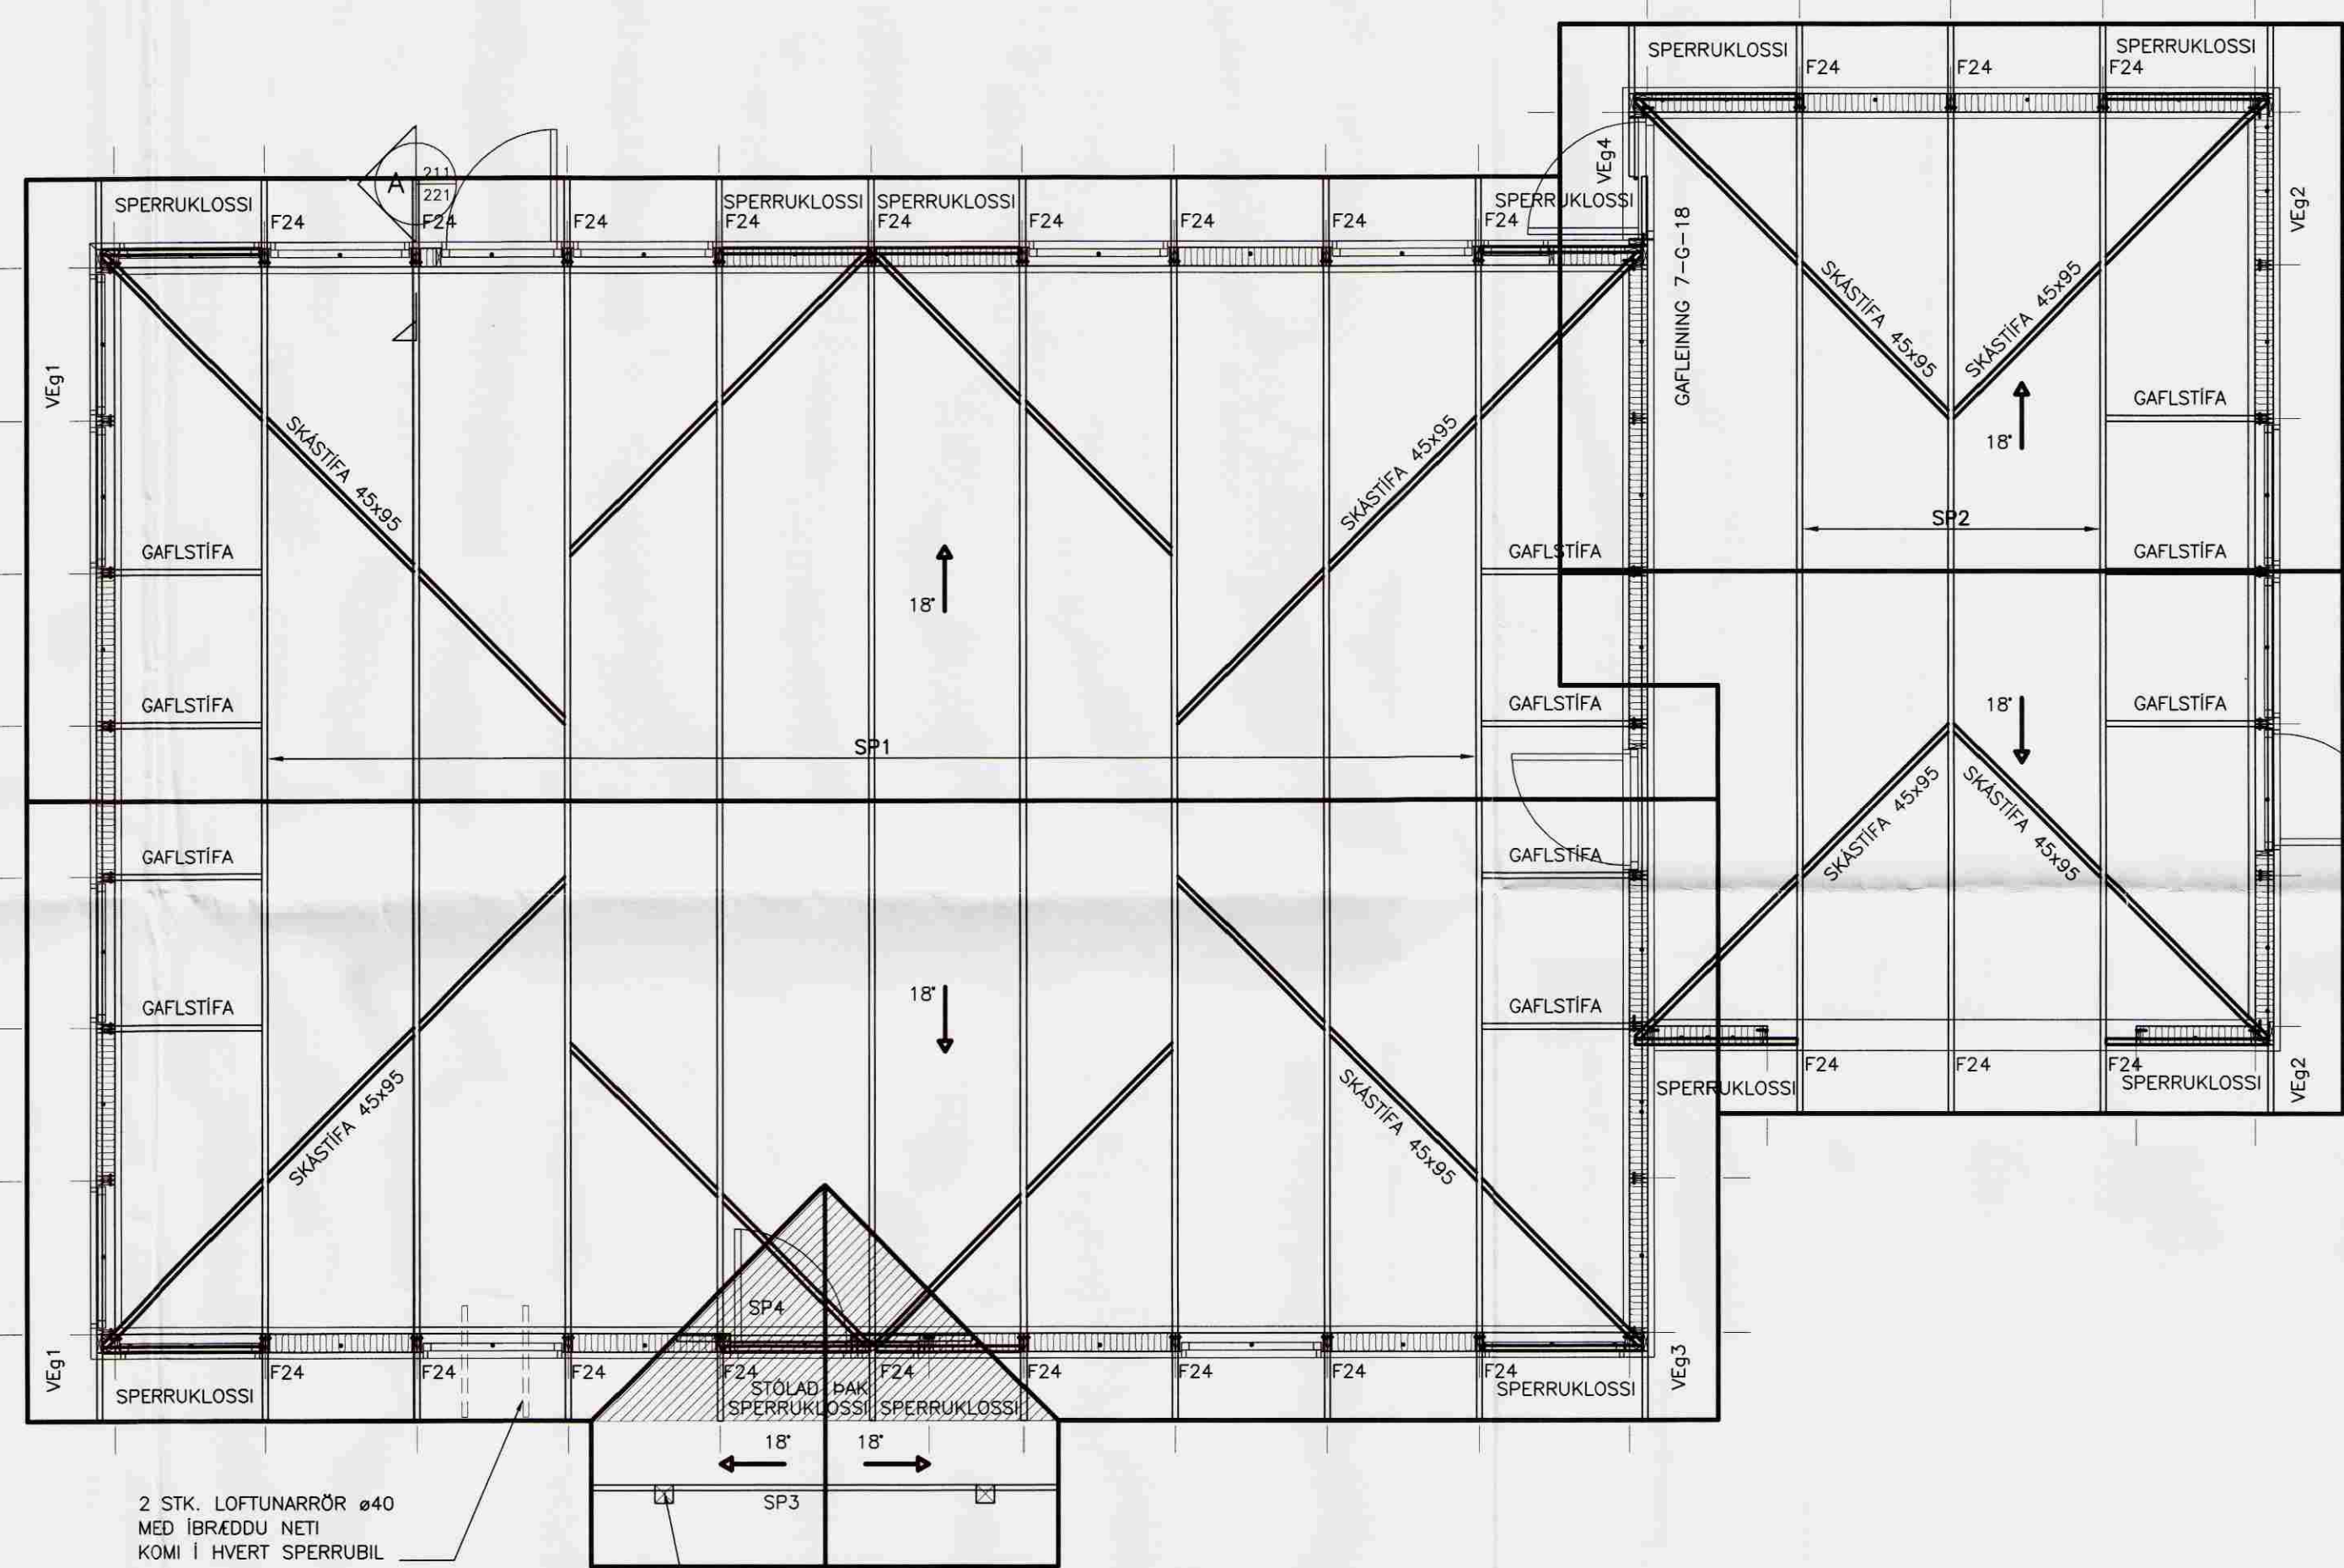 SPERRUKLOSSI
SPERRUKLOSSI
F24
F24
F24
VEg4
VEg2
A
211
221
SPERRUKLOSSI
SPERRUKLOSSI
SPERRUKLOSSI
SPERRUKLOSSI
F24
F24
F24
F24
F24
F24
F24
F24
F24
GAFLEINING 7-G-18
SKÁSTÍFA 45x95
SKÁSTÍFA 45x95
VEg1
GAFLSTÍFA
18°
SKÁSTÍFA 45x95
SKÁSTÍFA 45x95
SP2
GAFLSTÍFA
GAFLSTÍFA
GAFLSTÍFA
18°
GAFLSTÍFA
GAFLSTÍFA
18°
GAFLSTÍFA
SP1
SKÁSTÍFA 45x95
SKÁSTÍFA 45x95
GAFLSTÍFA
GAFLSTÍFA
18°
GAFLSTÍFA
GAFLSTÍFA
F24
F24
F24
SPERRUKLOSSI
SPERRUKLOSSI
VEg2
SKÁSTÍFA 45x95
SKÁSTÍFA 45x95
SP4
VEg1
F24
F24
F24
F24
F24
F24
F24
F24
F24
VEg3
SPERRUKLOSSI
STÓLAÐ ÞAK
SPERRUKLOSSI
SPERRUKLOSSI
SPERRUKLOSSI
18°
18°
SP3
2 STK. LOFTUNARRÖR ø40
MEÐ ÍBRÆDDU NETI
KOMI Í HVERT SPERRUBIL